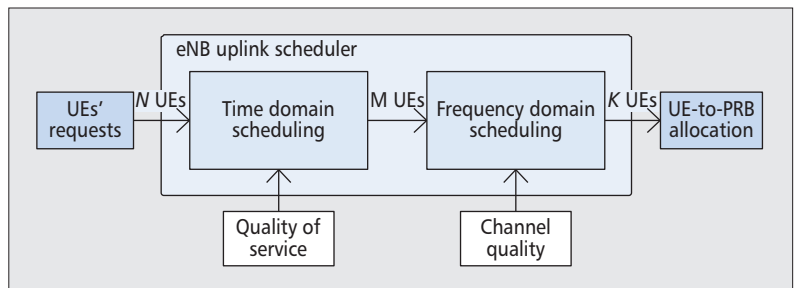 eNB uplink scheduler
UEs'
requests
N UEs
Time domain
scheduling
M UEs
Frequency domain
scheduling
K UEs
UE-to-PRB
allocation
Quality of
service
Channel
quality